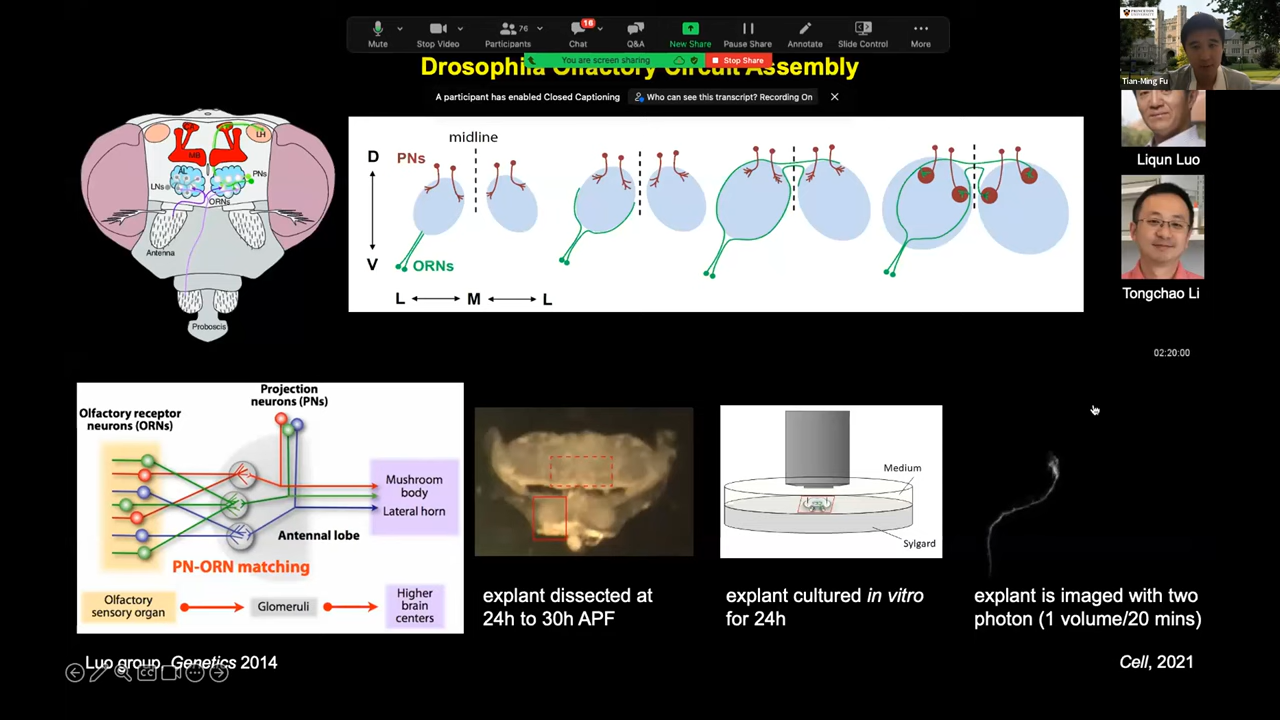 Mute
Stop Video
76
Participants
16
Chat
Q&A
New Share
Pause Share
Annotate
Slide Control
More
You are screen sharing
Stop Share
PRINCETON
UNIVERSITY
Tian-Ming Fu
Drosophila Olfactory Circuit Assembly
A participant has enabled Closed Captioning
Who can see this transcript? Recording On
LH
MB
AL
LNs
PNs
ORNs
Antenna
Proboscis
midline
D
PNs
V
ORNs
L
M
L
Liqun Luo
Tongchao Li
02:20:00
Projection
neurons (PNs)
Olfactory receptor
neurons (ORNs)
Mushroom
body
Lateral horn
Antennal lobe
PN-ORN matching
Olfactory
sensory organ
Glomeruli
Higher
brain
centers
Medium
Sylgard
explant dissected at
24h to 30h APF
explant cultured in vitro
for 24h
explant is imaged with two
photon (1 volume/20 mins)
Luo group, Genetics 2014
Cell, 2021